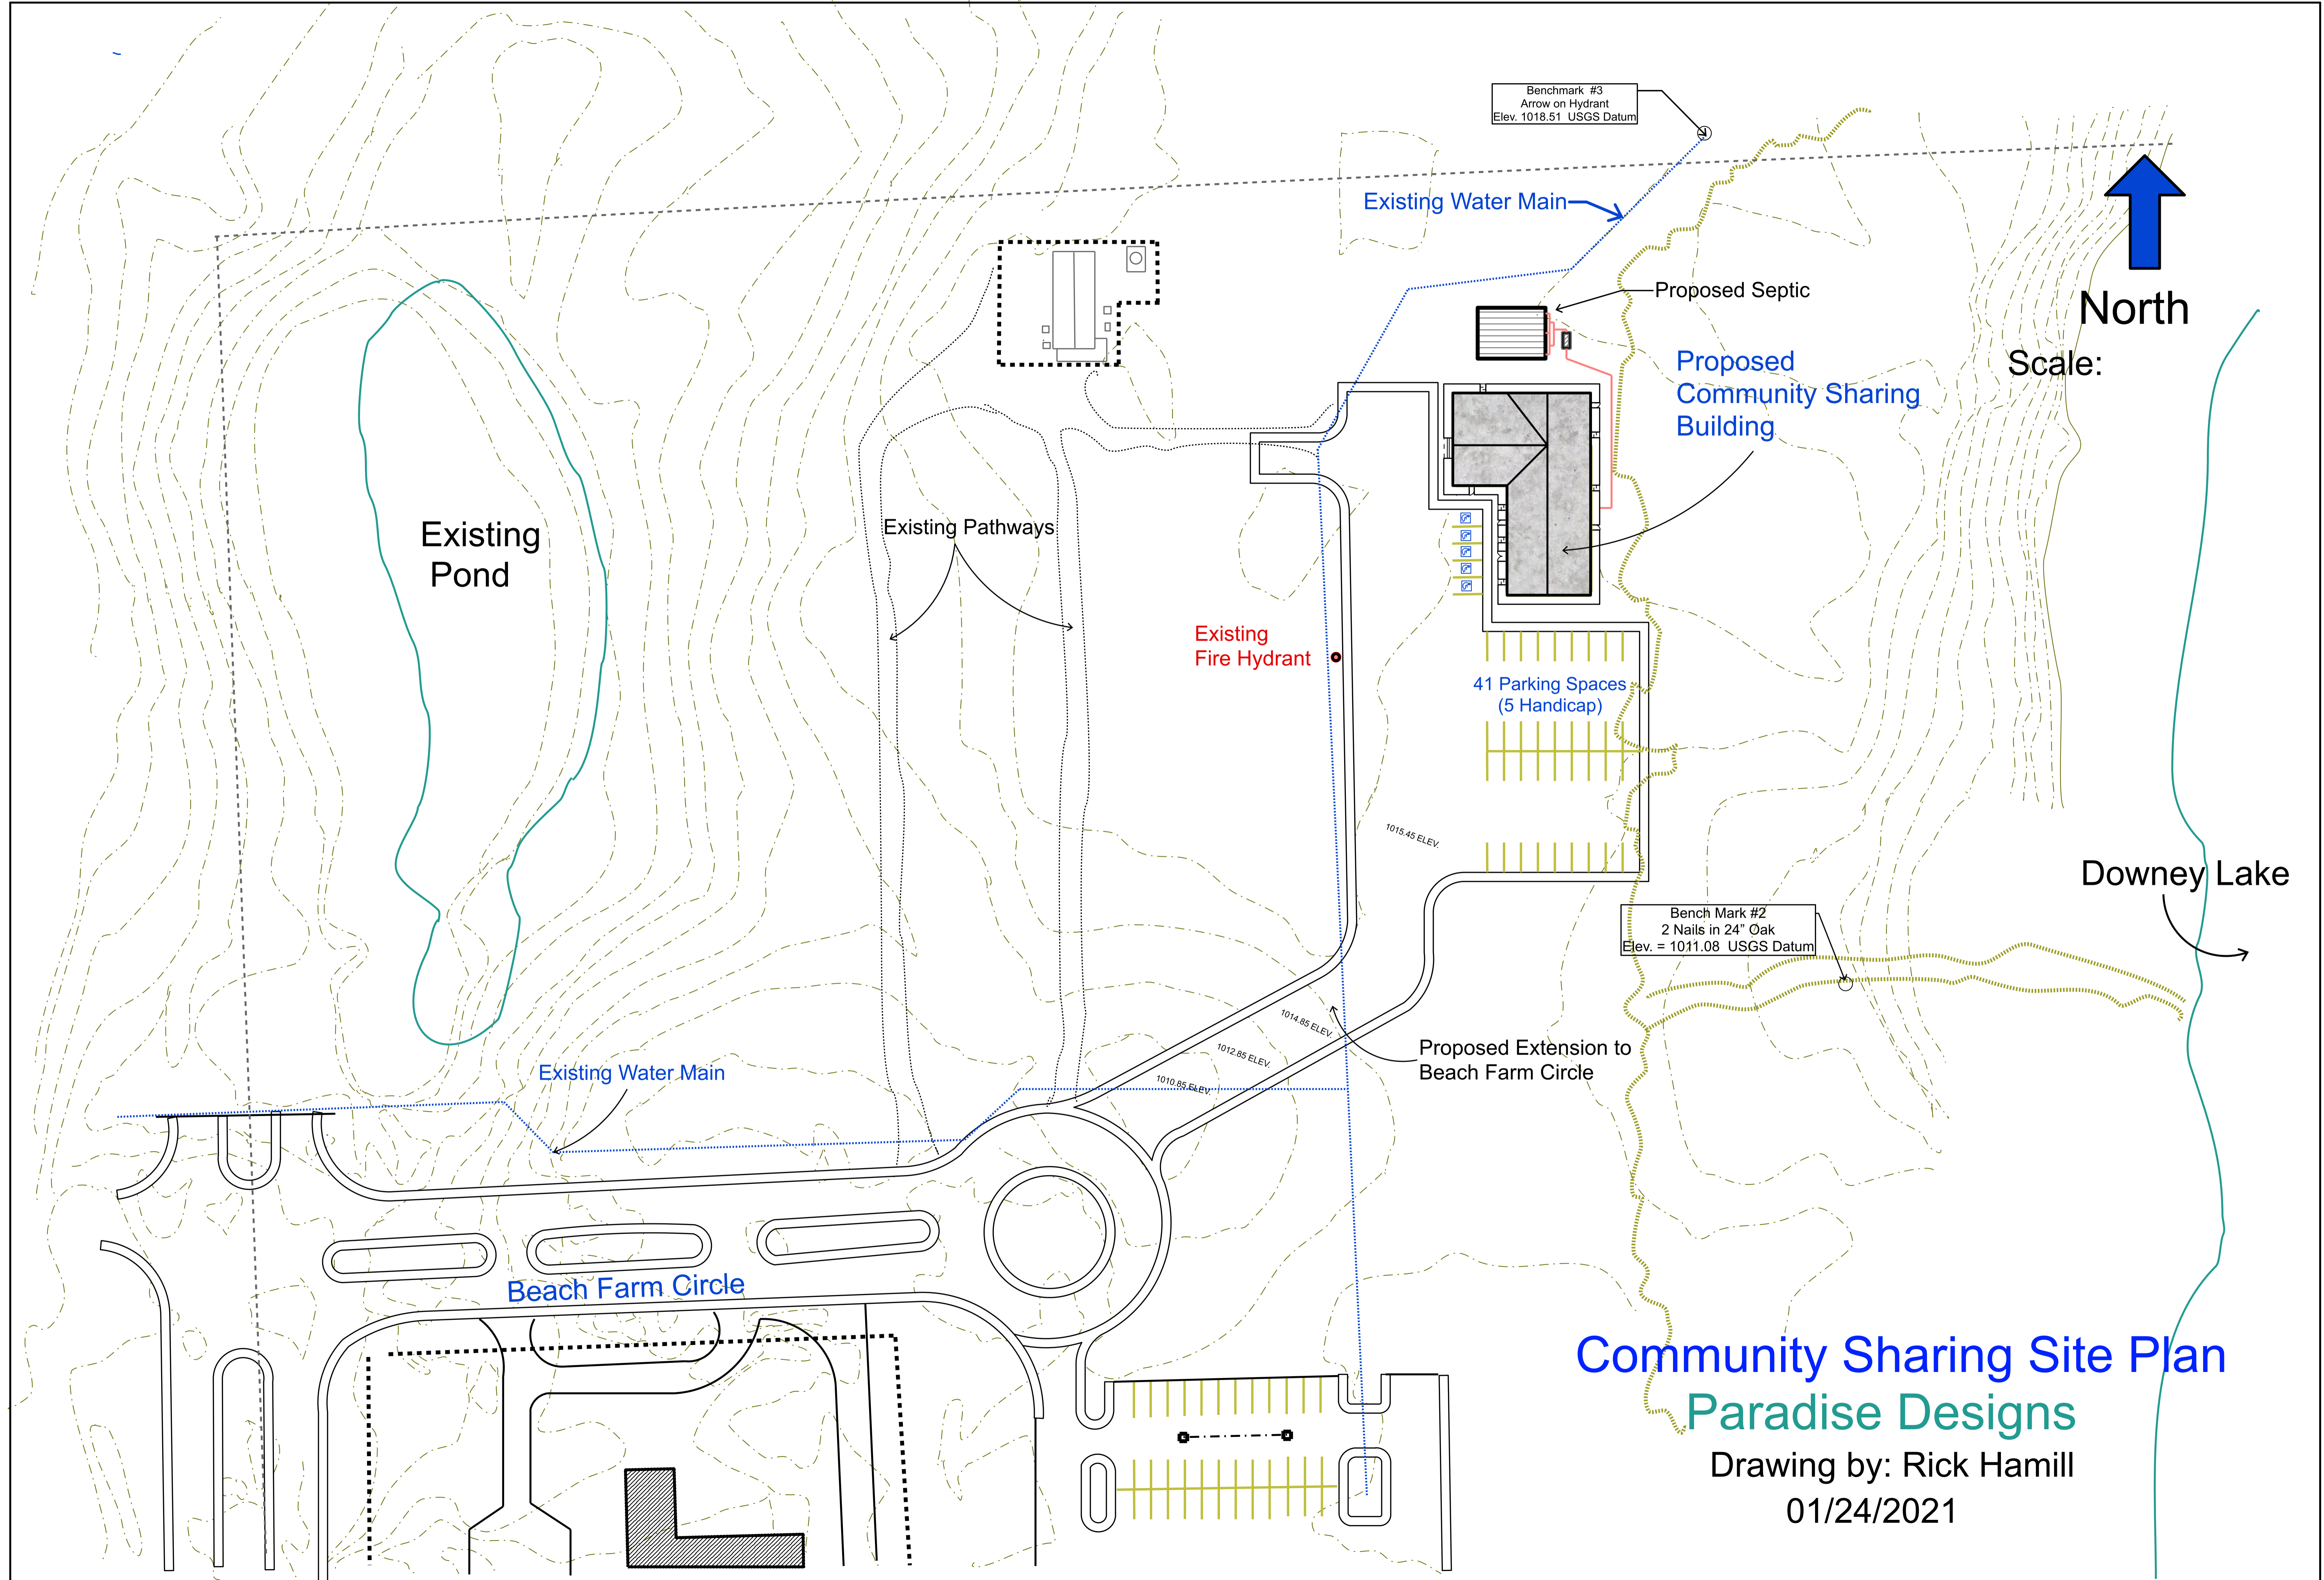 Benchmark  #3
Arrow on Hydrant
Elev. 1018.51  USGS Datum
Existing Water Main
North
Scale:
Proposed Septic
Proposed
Community Sharing
Building
Existing
Pond
Existing Pathways
Existing
Fire Hydrant
41 Parking Spaces
(5 Handicap)
1015.45 ELEV.
Downey Lake
Bench Mark #2
2 Nails in 24” Oak
Elev. = 1011.08  USGS Datum
1014.85 ELEV.
1012.85 ELEV.
1010.85 ELEV.
Proposed Extension to
Beach Farm Circle
Existing Water Main
Beach Farm Circle
Community Sharing Site Plan
Paradise Designs
Drawing by: Rick Hamill
01/24/2021